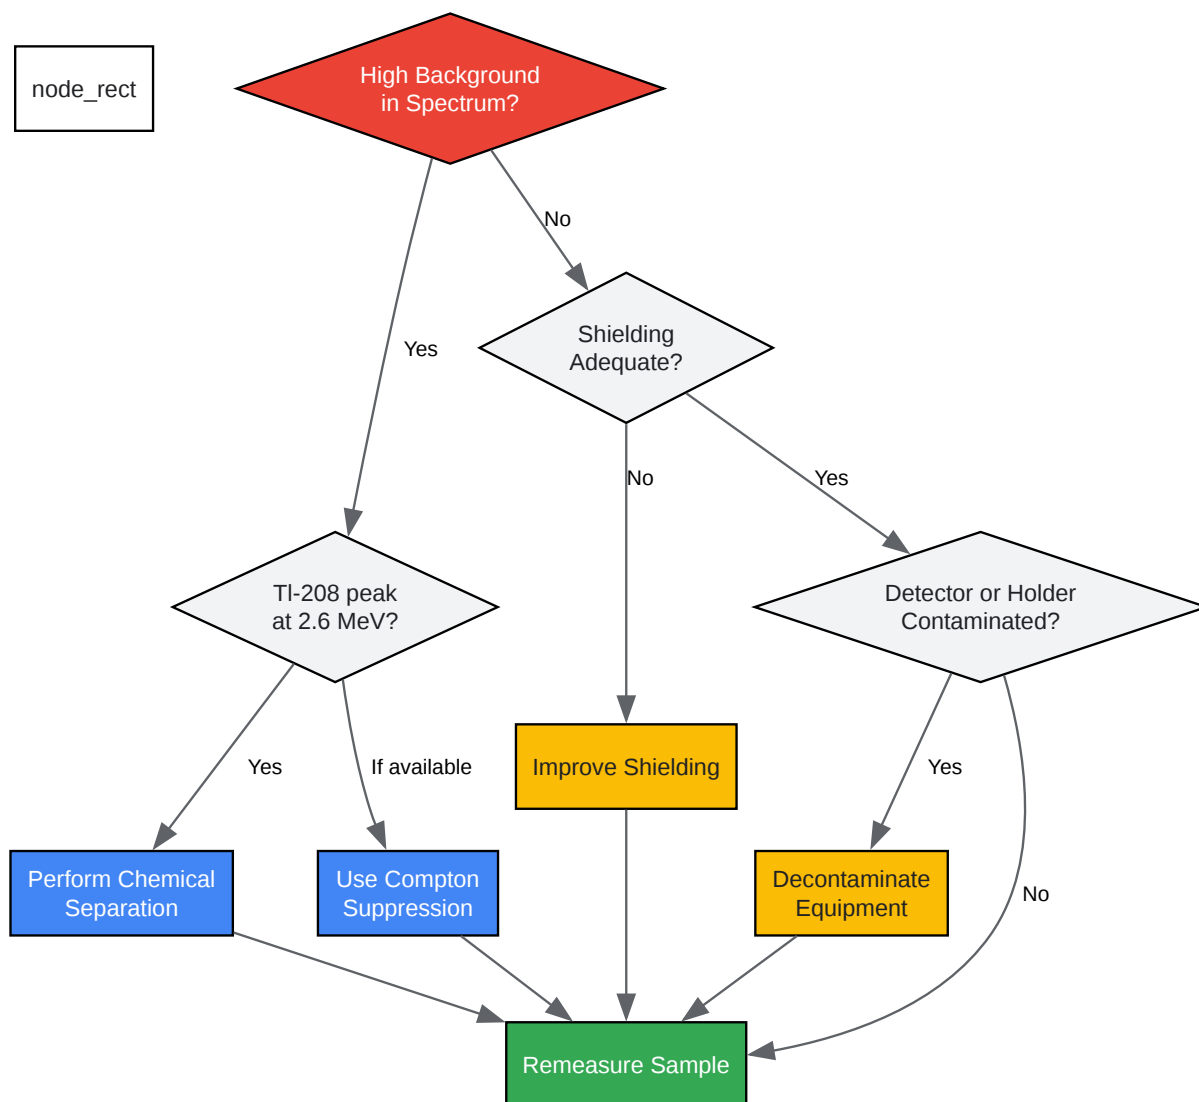 node_rect
High Background
in Spectrum?
No
Yes
Shielding
Adequate?
No
Yes
Tl-208 peak
at 2.6 MeV?
Detector or Holder
Contaminated?
Yes
If available
Improve Shielding
Yes
No
Perform Chemical
Separation
Use Compton
Suppression
Decontaminate
Equipment
Remeasure Sample